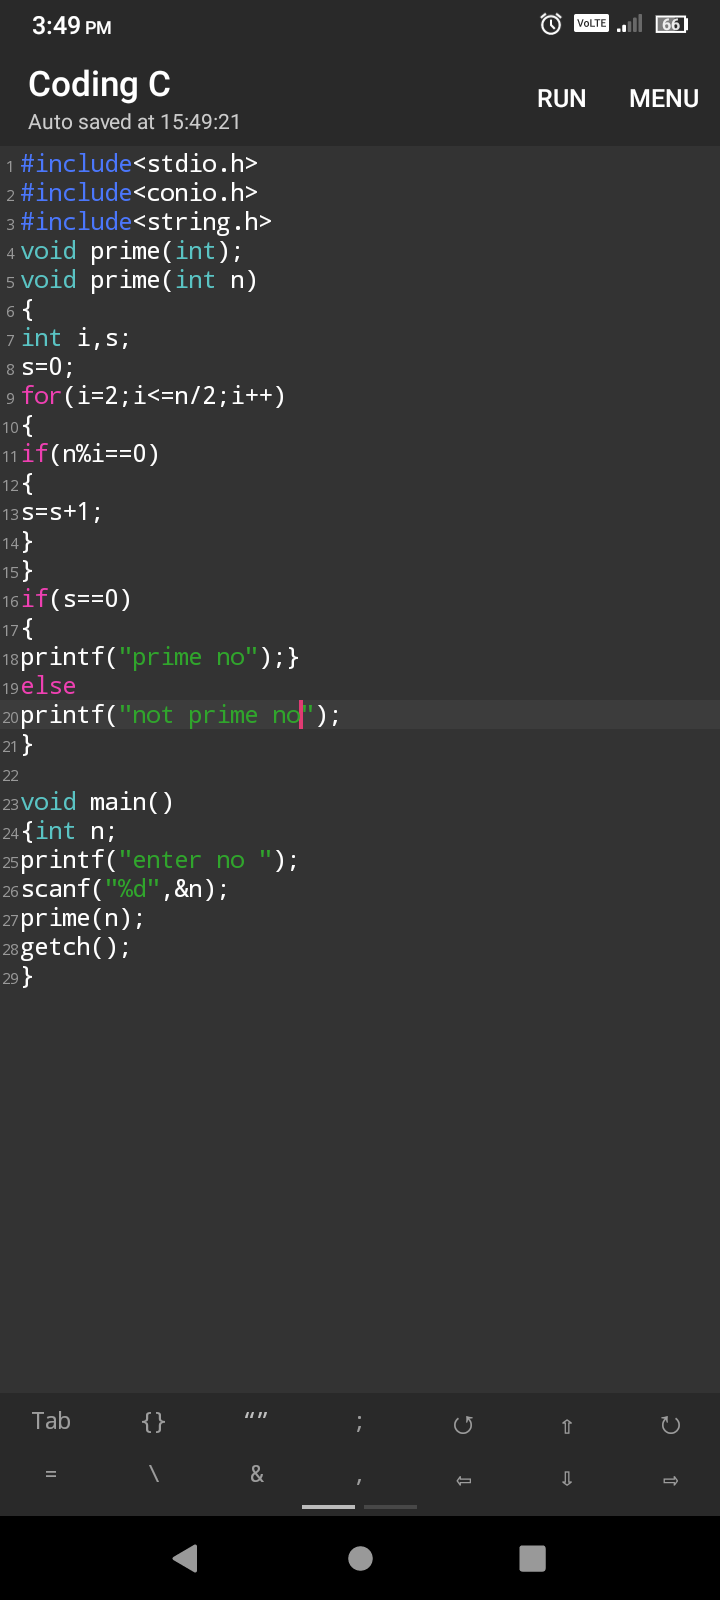 3:49 PM
VoLTE
66
Coding C
Auto saved at 15:49:21
RUN MENU
1 #include<stdio.h>
2 #include<conio.h>
3 #include<string.h>
4 void prime(int);
5 void prime(int n)
6 {
7 int i,s;
8 s=0;
9 for(i=2;i<=n/2;i++)
10 {
11 if(n%i==0)
12 {
13 s=s+1;
14 }
15 }
16 if(s==0)
17 {
18 printf("prime no");}
19 else
20 printf("not prime no");
21 }
22
23 void main()
24 {int n;
25 printf("enter no ");
26 scanf("%d",&n);
27 prime(n);
28 getch();
29 }
Tab {} “” ; ↺ ⇧ ↻
= \ & , ⇦ ⇩ ⇨